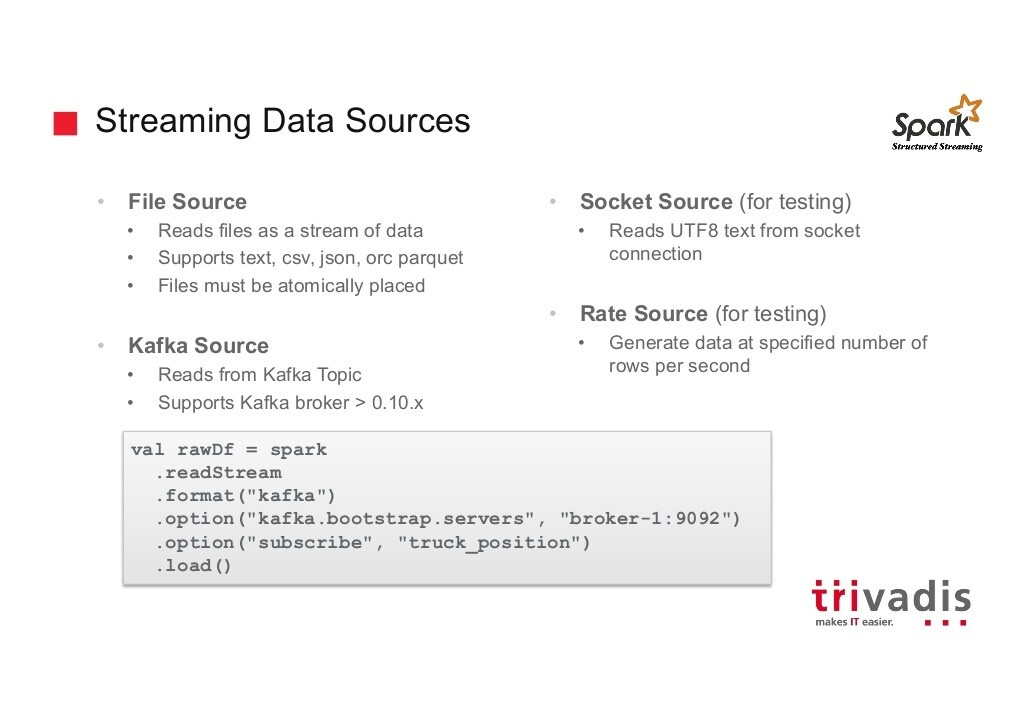 Streaming Data Sources
Spark
Structured Streaming
• File Source
• Reads files as a stream of data
• Supports text, csv, json, orc parquet
• Files must be atomically placed
• Kafka Source
• Reads from Kafka Topic
• Supports Kafka broker > 0.10.x
• Socket Source (for testing)
• Reads UTF8 text from socket
connection
• Rate Source (for testing)
• Generate data at specified number of
rows per second
val rawDf = spark
  .readStream
  .format("kafka")
  .option("kafka.bootstrap.servers", "broker-1:9092")
  .option("subscribe", "truck_position")
  .load()
trivadis
makes IT easier.